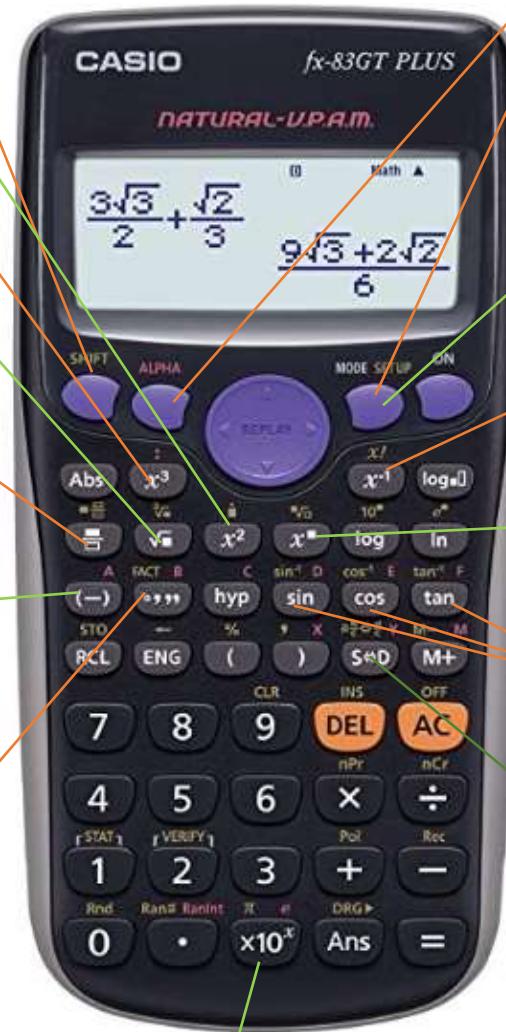 CASIO fx-83GT PLUS
NATURAL-V.P.A.M.
Math ▲
3√3/2 + √2/3
9√3+2√2/6
SHIFT ALPHA MODE SETUP ON
REPLAY
: x!
Abs x³ x⁻¹ log■▯
10■ e■
√■ x² x■ log ln
A FACT B C sin⁻¹ D cos⁻¹ E tan⁻¹ F
(−) °,,, hyp sin cos tan
STO ← % , X Y M− M
RCL ENG ( ) S⇔D M+
CLR INS OFF
7 8 9 DEL AC
nPr nCr
4 5 6 × ÷
STAT VERIFY Pol Rec
1 2 3 + −
Rnd Ran# RanInt π e DRG▶
0 · ×10ˣ Ans =